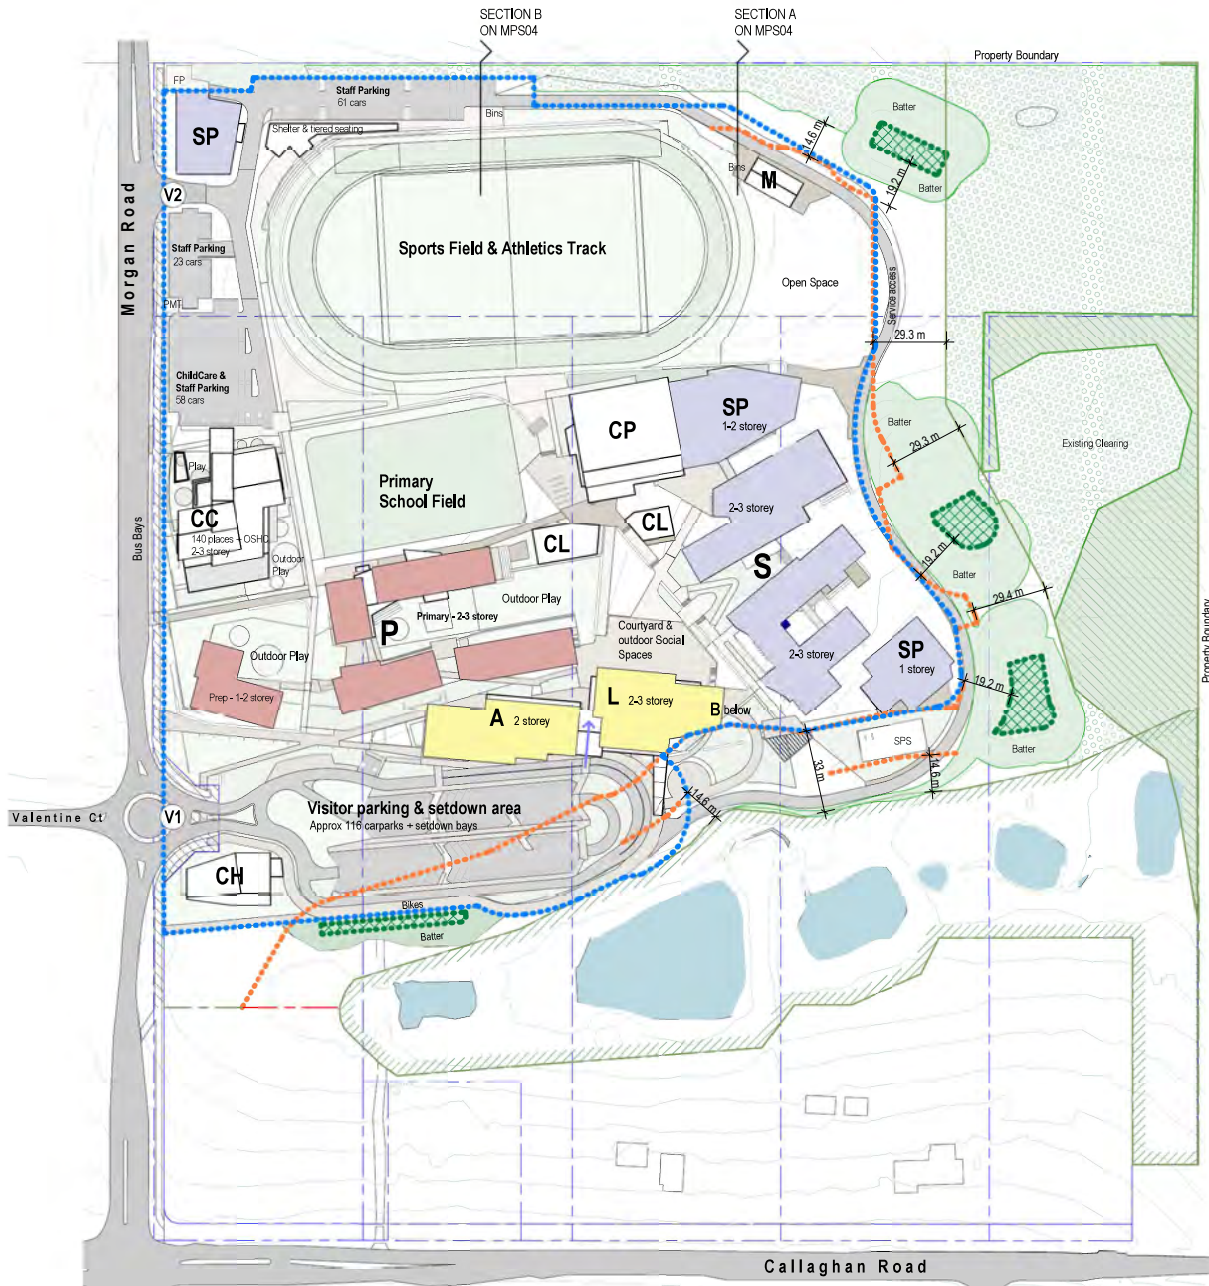 SECTION B
ON MPS04
SECTION A
ON MPS04
Property Boundary
FP
Staff Parking
61 cars
Bins
Shelter & tiered seating
SP
Batter
14.6 m
Bins
M
19.2 m
Batter
V2
Morgan Road
Staff Parking
23 cars
PMT
Sports Field & Athletics Track
Open Space
Service access
29.3 m
ChildCare &
Staff Parking
58 cars
SP
1-2 storey
CP
Batter
29.3 m
Existing Clearing
Play
CC
140 places + OSHC
2-3 storey
Primary
School Field
2-3 storey
CL
CL
Bus Bays
Outdoor
Play
S
19.2 m
Batter
29.4 m
Outdoor Play
Primary - 2-3 storey
P
Courtyard &
outdoor Social
Spaces
Outdoor Play
2-3 storey
SP
1 storey
Property Boundary
Prep - 1-2 storey
19.2 m
L
2-3 storey
A
2 storey
B below
SPS
Batter
33 m
14.6 m
Visitor parking & setdown area
Approx 116 carparks + setdown bays
14.6 m
Valentine Ct
V1
CH
Bikes
Batter
Callaghan Road